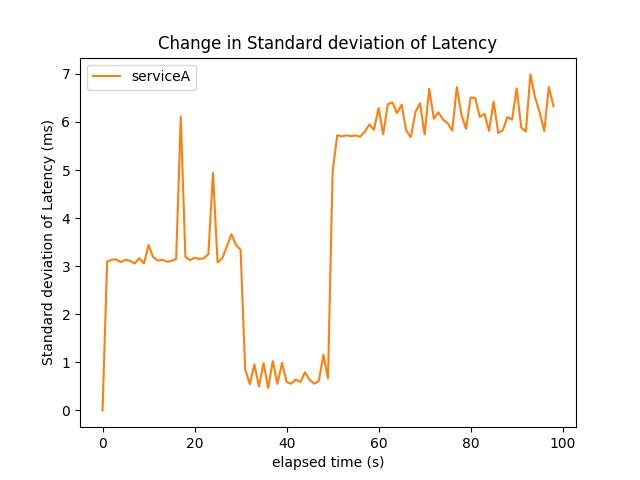 Change in Standard deviation of Latency
serviceA
Standard deviation of Latency (ms)
7
6
5
4
3
2
1
0
0 20 40 60 80 100
elapsed time (s)